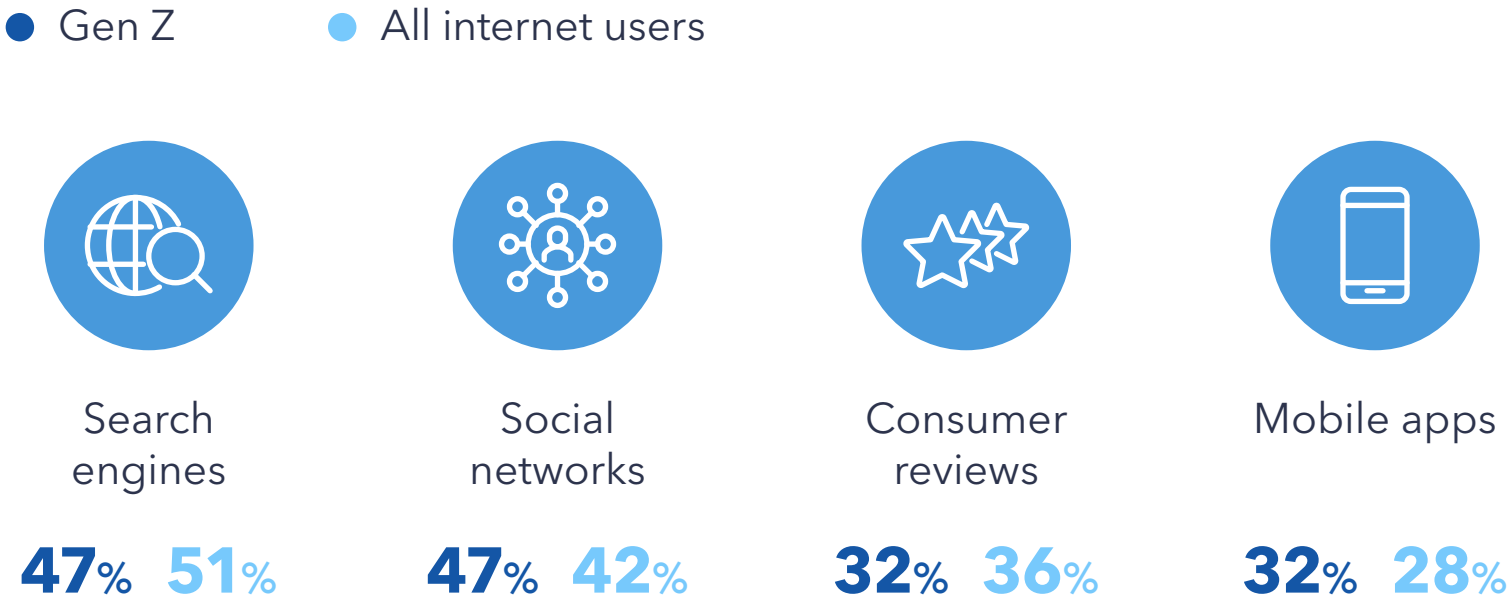 Gen Z All internet users
Search
engines
Social
networks
Consumer
reviews
Mobile apps
47% 51% 47% 42% 32% 36% 32% 28%